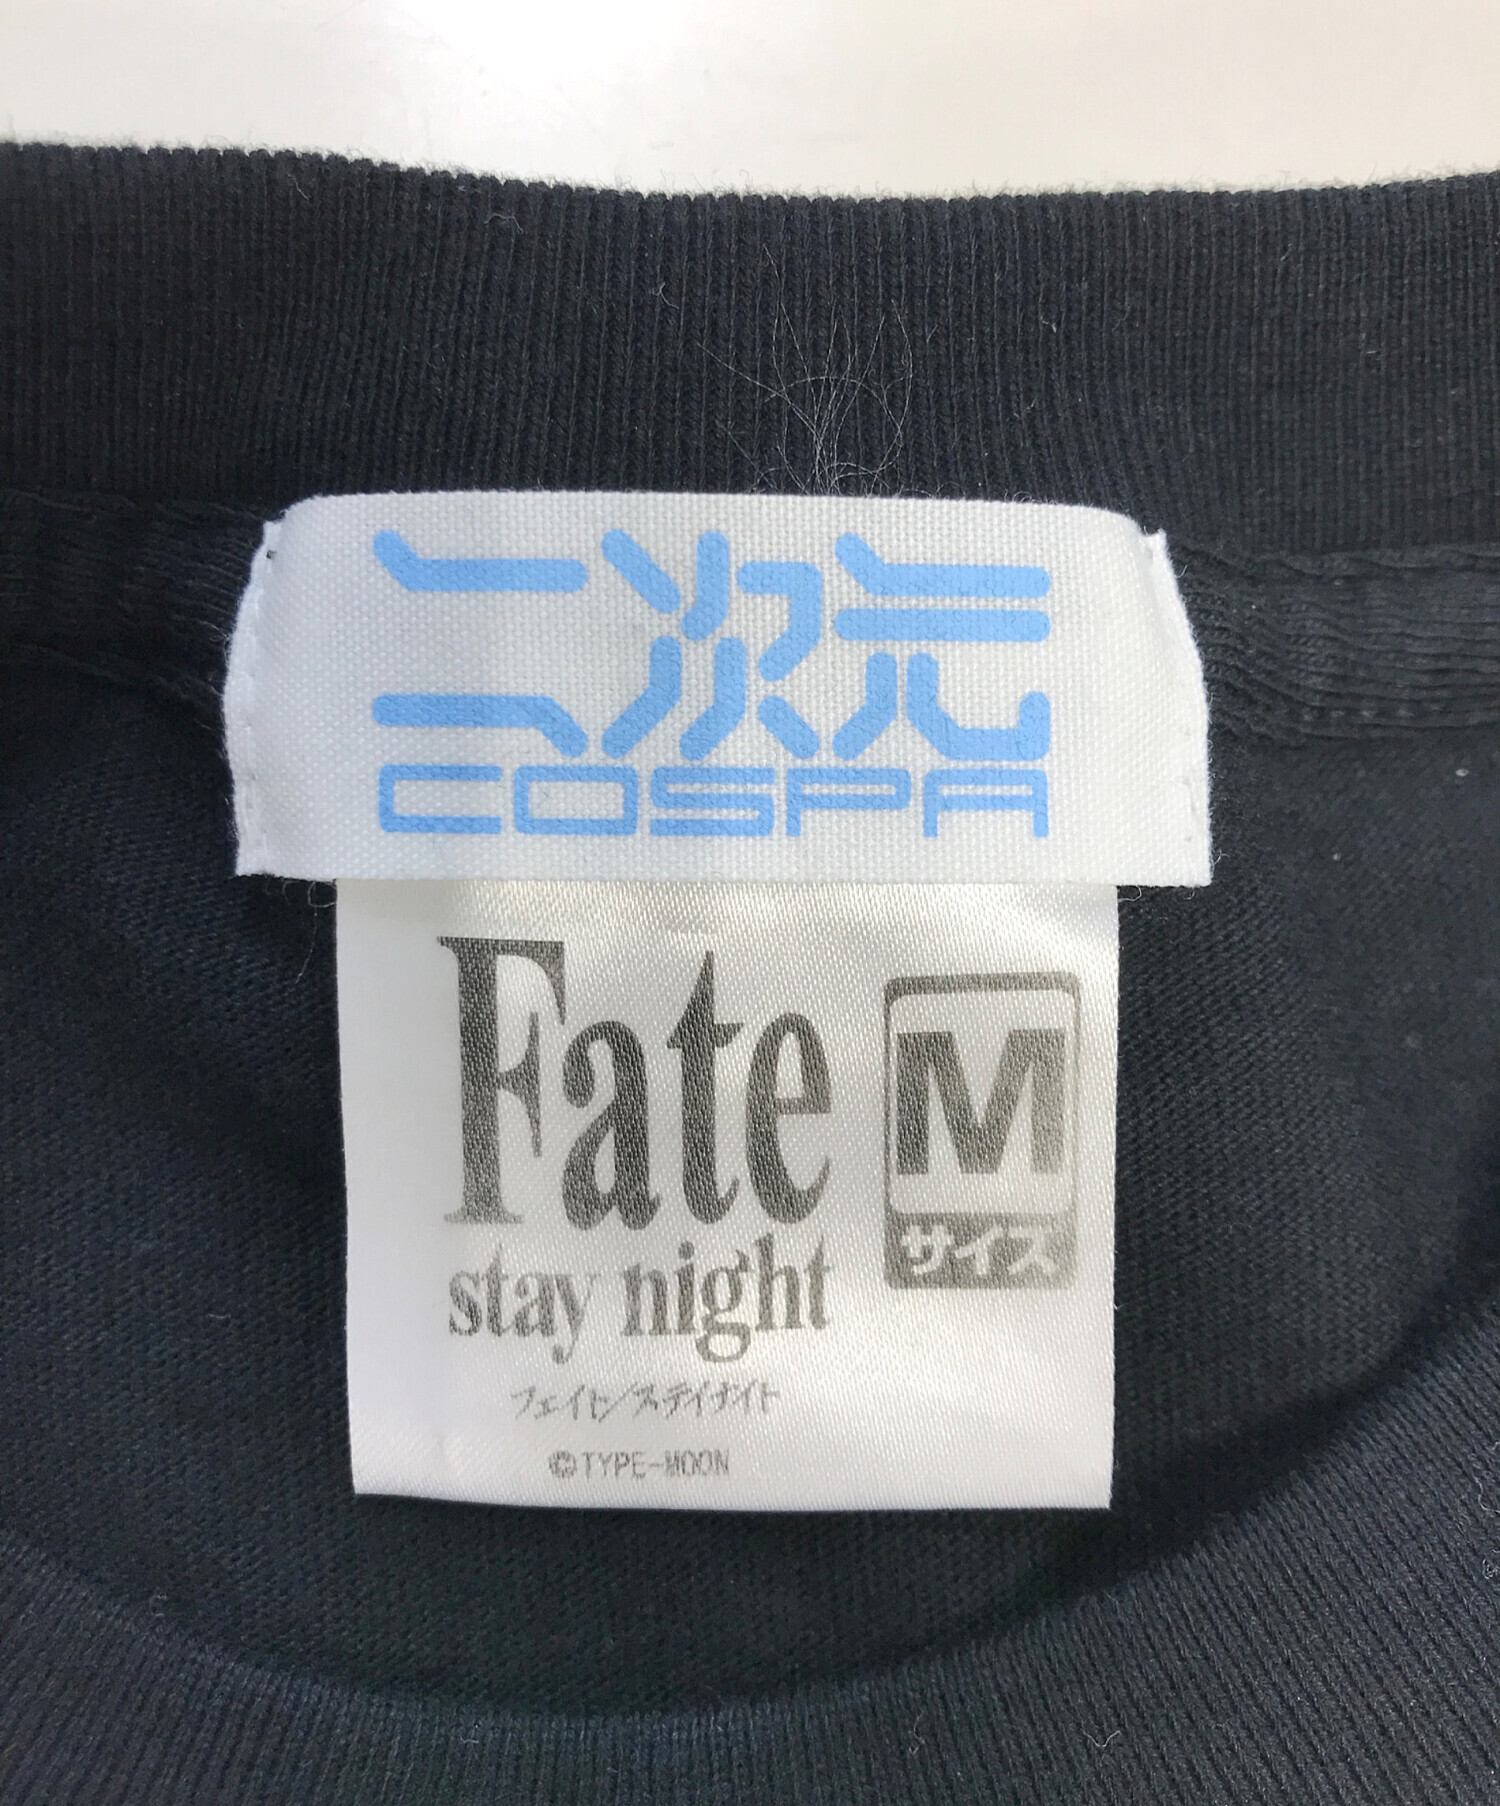 二次元
COSPA
Fate
stay night
フェイト/ステイナイト
©TYPE-MOON
M
サイズ